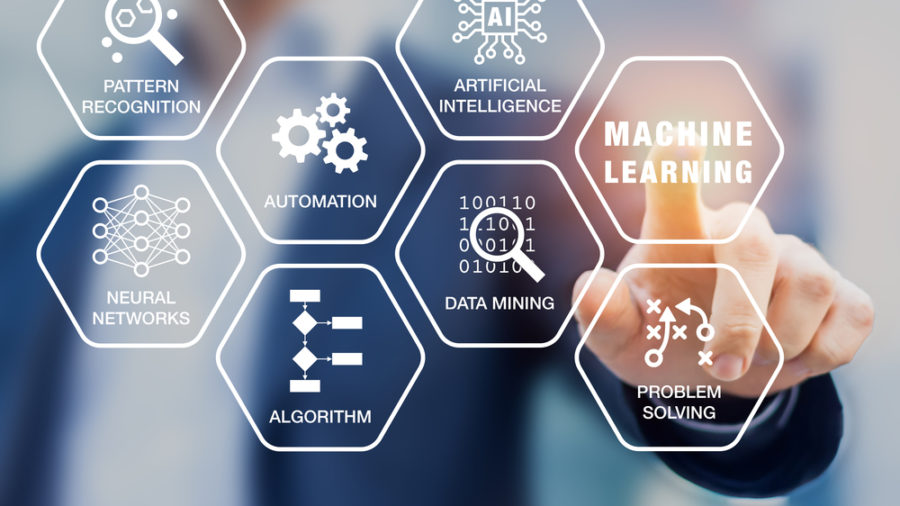 PATTERN
RECOGNITION
AI
ARTIFICIAL
INTELLIGENCE
AUTOMATION
MACHINE
LEARNING
NEURAL
NETWORKS
100110
DATA MINING
ALGORITHM
PROBLEM
SOLVING